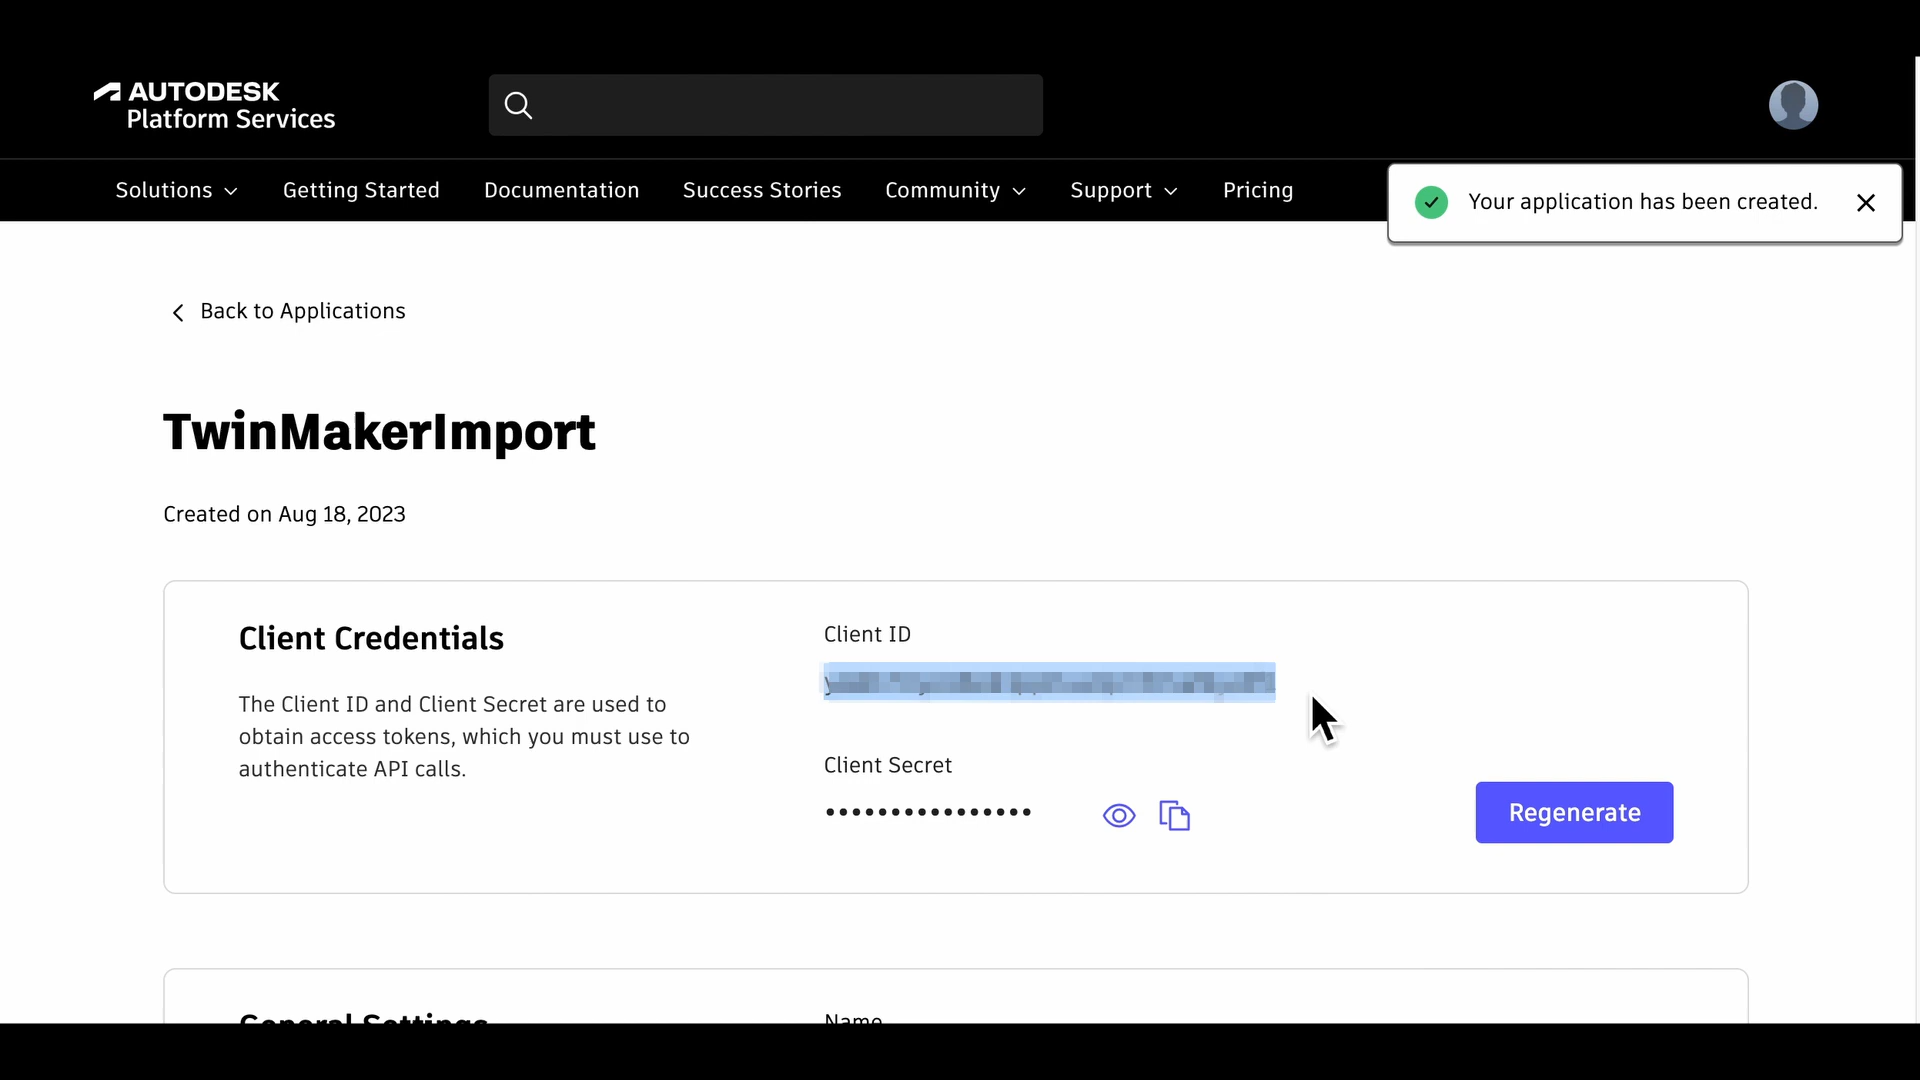 AUTODESK
Platform Services
Solutions
Getting Started
Documentation
Success Stories
Community
Support
Pricing
Your application has been created.
Back to Applications
TwinMakerImport
Created on Aug 18, 2023
Client Credentials
The Client ID and Client Secret are used to
obtain access tokens, which you must use to
authenticate API calls.
Client ID
Client Secret
•••••••••••••••
Regenerate
General Settings
Name